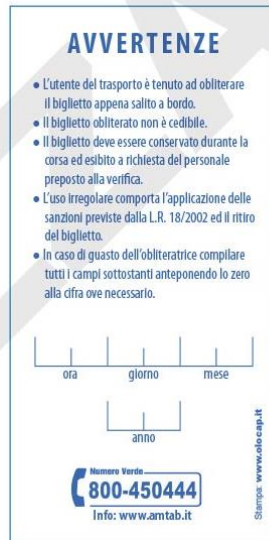 AVVERTENZE
• L'utente del trasporto è tenuto ad obliterare
il biglietto appena salito a bordo.
• Il biglietto obliterato non è cedibile.
• Il biglietto deve essere conservato durante la
corsa ed esibito a richiesta del personale
preposto alla verifica.
• L'uso irregolare comporta l'applicazione delle
sanzioni previste dalla L.R. 18/2002 ed il ritiro
del biglietto.
• In caso di guasto dell'obliteratrice compilare
tutti i campi sottostanti anteponendo lo zero
alla cifra ove necessario.
ora giorno mese
anno
Numero Verde
800-450444
Info: www.amtab.it
Stampa: www.olocap.it